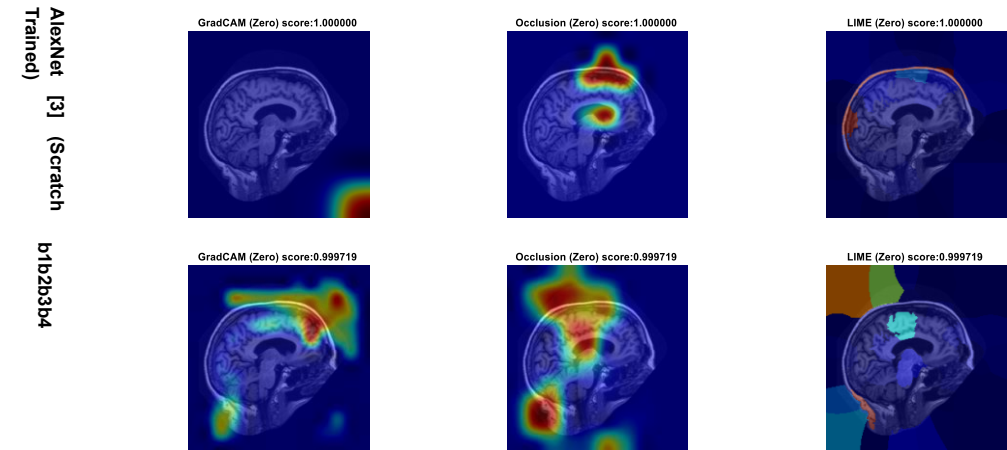 AlexNet [3] (Scratch
Trained)
GradCAM (Zero) score:1.000000
Occlusion (Zero) score:1.000000
LIME (Zero) score:1.000000
b1b2b3b4
GradCAM (Zero) score:0.999719
Occlusion (Zero) score:0.999719
LIME (Zero) score:0.999719